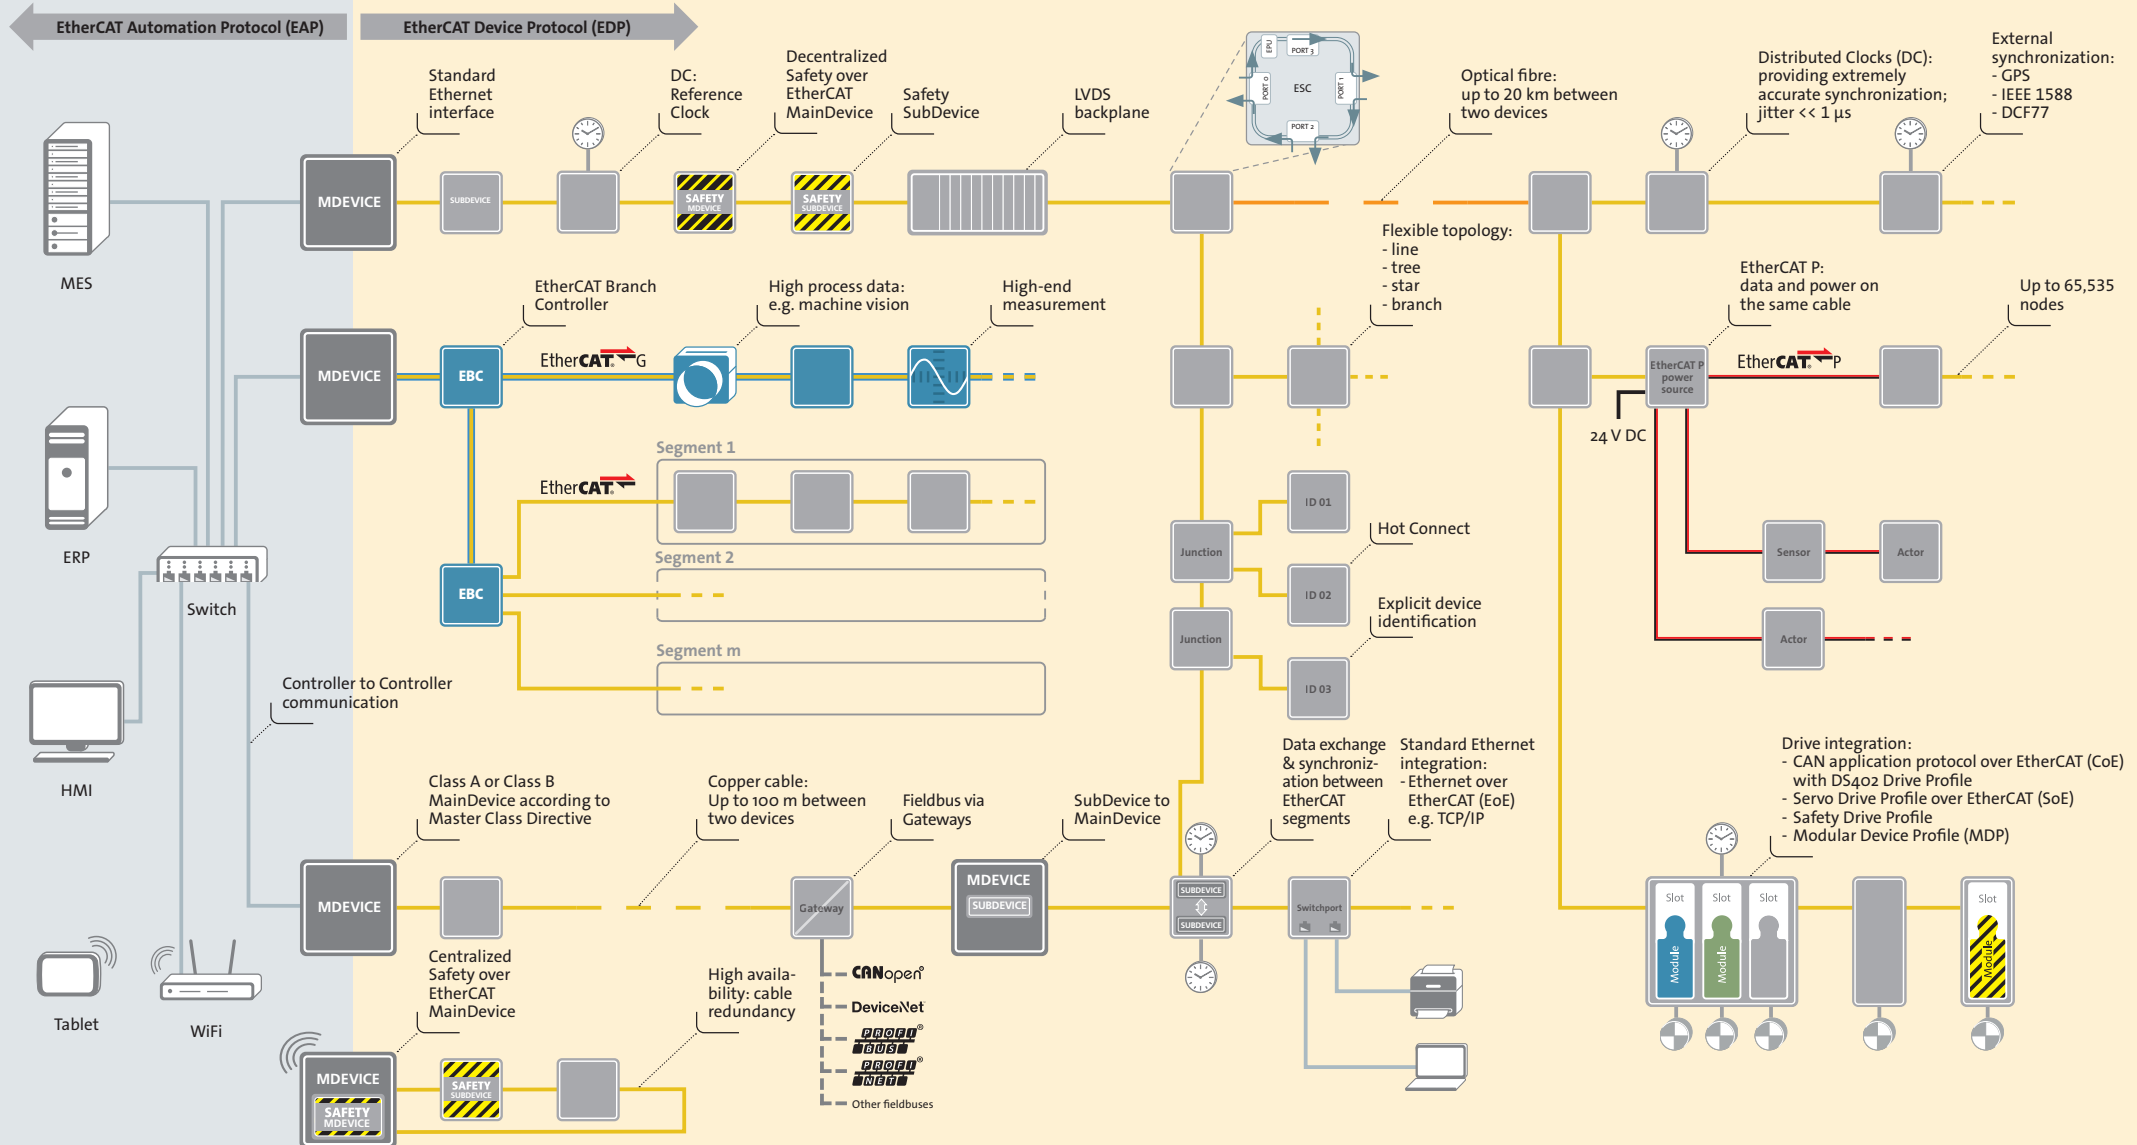 EtherCAT Automation Protocol (EAP)
EtherCAT Device Protocol (EDP)
Standard
Ethernet
interface
DC:
Reference
Clock
Decentralized
Safety over
EtherCAT
MainDevice
Safety
SubDevice
LVDS
backplane
EPU
PORT 3
PORT 0
ESC
PORT 1
PORT 2
Optical fibre:
up to 20 km between
two devices
Distributed Clocks (DC):
providing extremely
accurate synchronization;
jitter << 1 µs
External
synchronization:
- GPS
- IEEE 1588
- DCF77
MES
MDEVICE
SUBDEVICE
SAFETY
MDEVICE
SAFETY
SUBDEVICE
Flexible topology:
- line
- tree
- star
- branch
EtherCAT Branch
Controller
High process data:
e.g. machine vision
High-end
measurement
EtherCAT P:
data and power on
the same cable
Up to 65,535
nodes
MDEVICE
EBC
EtherCAT® G
EtherCAT P
power
source
EtherCAT® P
24 V DC
ERP
Segment 1
EtherCAT®
Segment 2
EBC
Segment m
ID 01
Hot Connect
Junction
ID 02
Explicit device
identification
Junction
ID 03
Sensor
Actor
Actor
Switch
Controller to Controller
communication
HMI
Class A or Class B
MainDevice according to
Master Class Directive
Copper cable:
Up to 100 m between
two devices
Fieldbus via
Gateways
SubDevice to
MainDevice
Data exchange
& synchroniz-
ation between
EtherCAT
segments
Standard Ethernet
integration:
- Ethernet over
EtherCAT (EoE)
e.g. TCP/IP
Drive integration:
- CAN application protocol over EtherCAT (CoE)
with DS402 Drive Profile
- Servo Drive Profile over EtherCAT (SoE)
- Safety Drive Profile
- Modular Device Profile (MDP)
MDEVICE
Gateway
MDEVICE
SUBDEVICE
SUBDEVICE
SUBDEVICE
Switchport
Slot
Module
Slot
Module
Slot
Slot
Module
CANopen®
DeviceNet
PROFI®
BUS
PROFI®
NET
Other fieldbuses
Tablet
WiFi
Centralized
Safety over
EtherCAT
MainDevice
High availa-
bility: cable
redundancy
MDEVICE
SAFETY
MDEVICE
SAFETY
SUBDEVICE